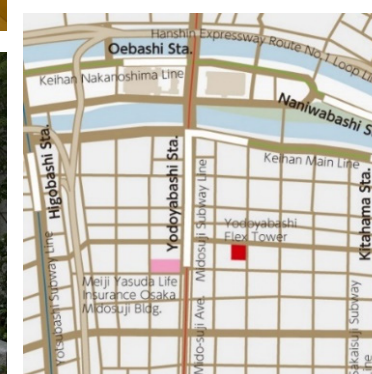 Hanshin Expressway Route No.1 Loop Li
Oebashi Sta.
Keihan Nakanoshima Line
Naniwabashi St
Keihan Main Line
Higobashi Sta.
Yodoyabashi Sta.
Midosuji Subway Line
Kitahama Sta.
Yodoyabashi
Flex Tower
Yotsubashi Subway Line
Meiji Yasuda Life
Insurance Osaka
Midosuji Bldg.
Mido-suji Ave.
Sakaisuji Subway
Line